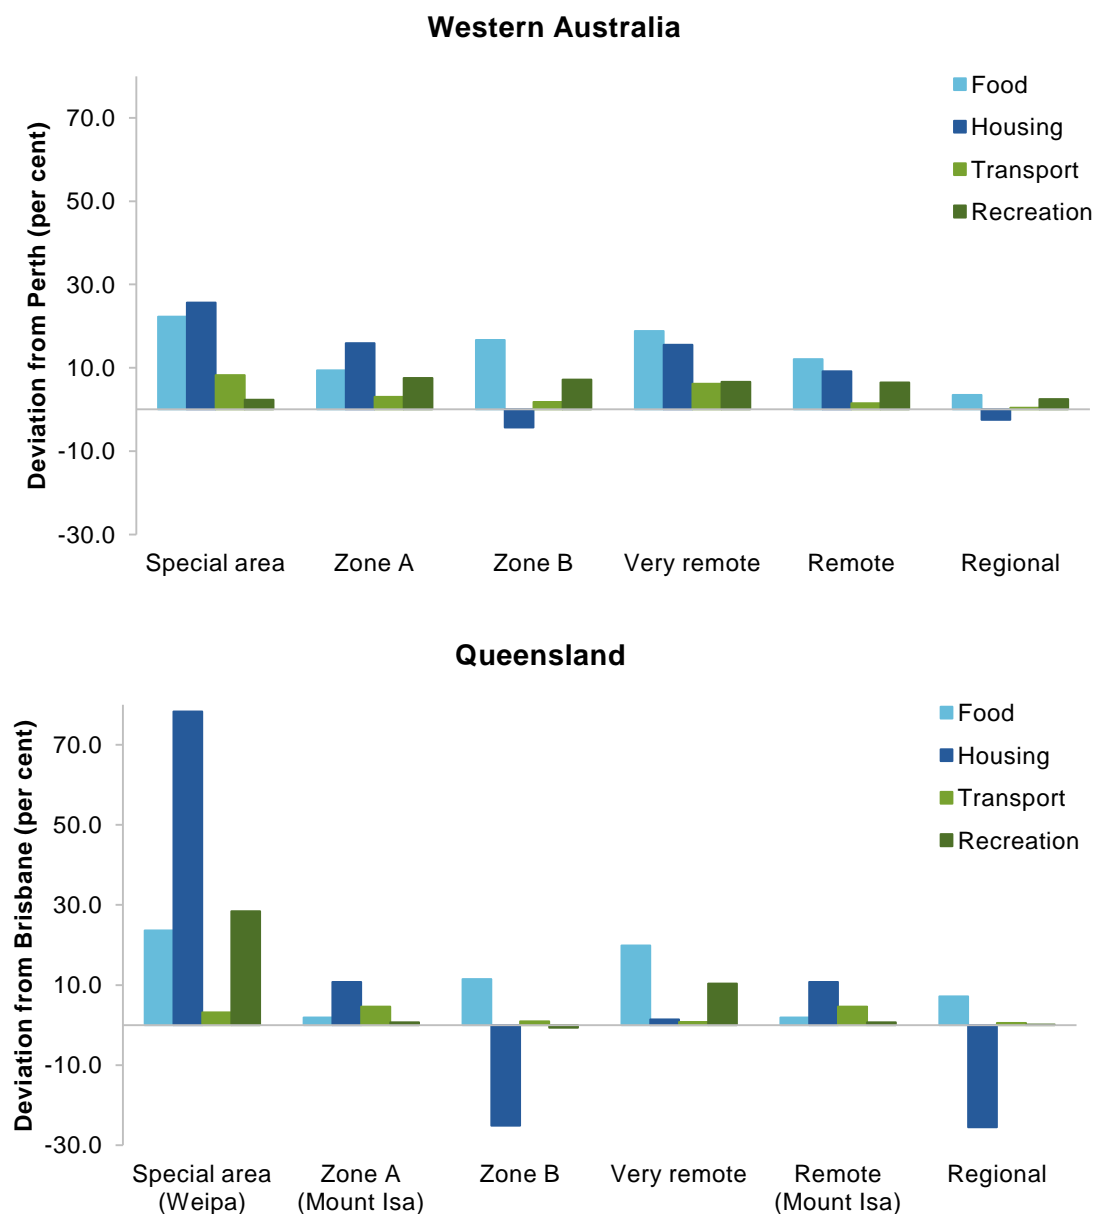 Western Australia
Deviation from Perth (per cent)
70.0
50.0
30.0
10.0
-10.0
-30.0
Food
Housing
Transport
Recreation
Special area
Zone A
Zone B
Very remote
Remote
Regional
Queensland
Deviation from Brisbane (per cent)
70.0
50.0
30.0
10.0
-10.0
-30.0
Food
Housing
Transport
Recreation
Special area
(Weipa)
Zone A
(Mount Isa)
Zone B
Very remote
Remote
(Mount Isa)
Regional